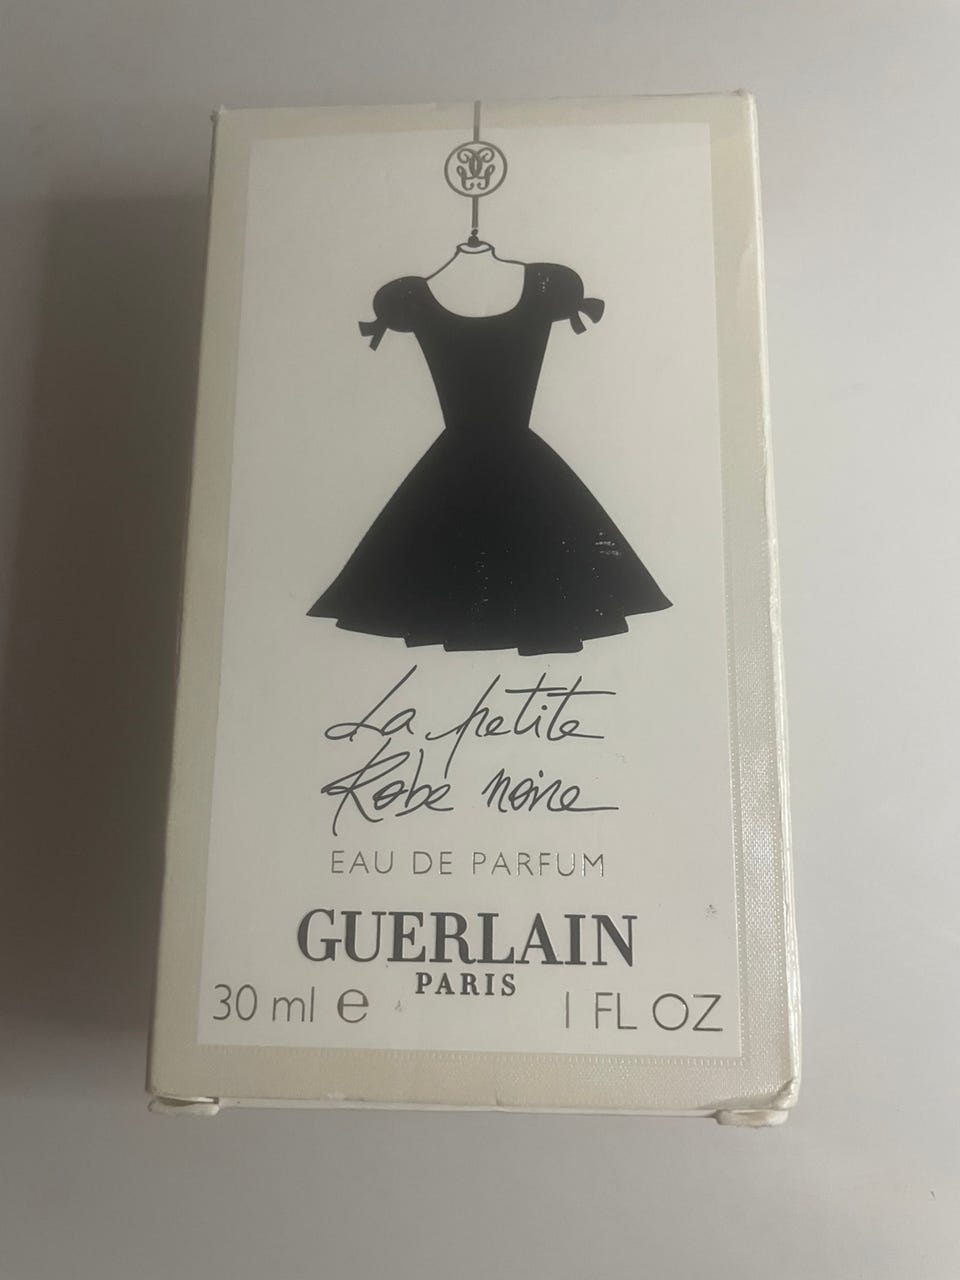 La petite
Robe noire
EAU DE PARFUM
GUERLAIN
PARIS
30 ml ℮
1 FL OZ